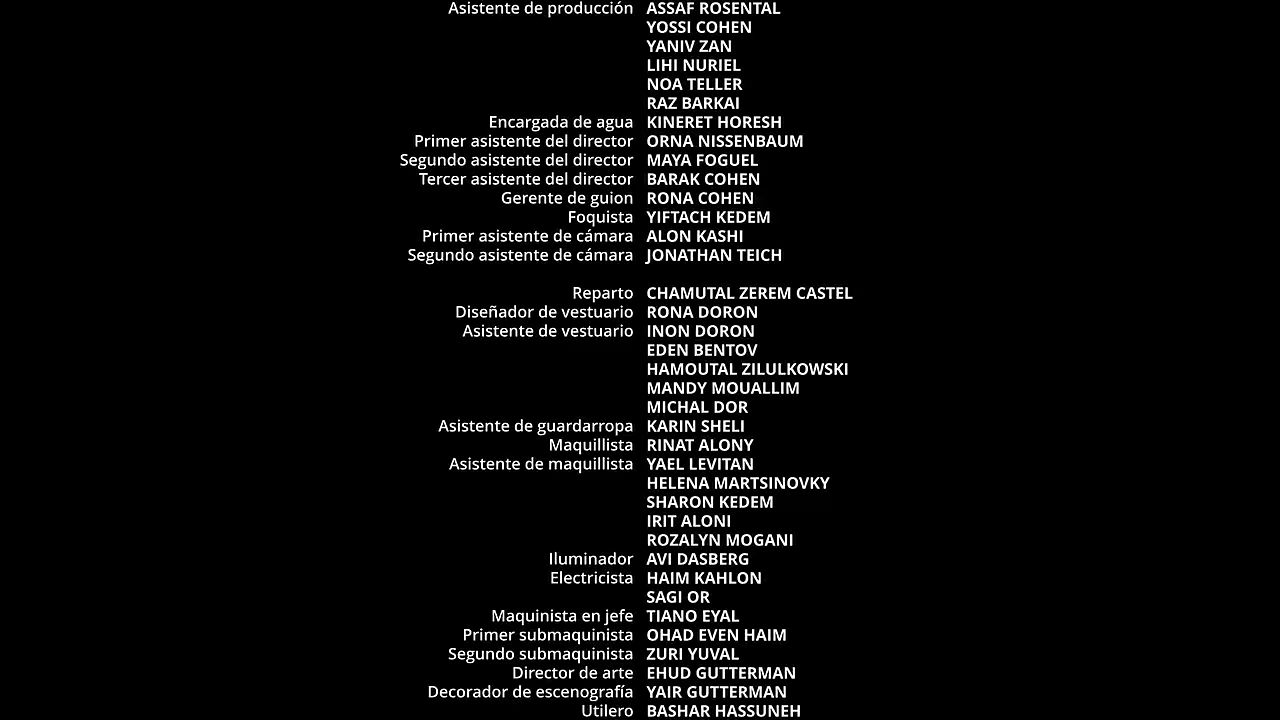 Asistente de producción ASSAF ROSENTAL
YOSSI COHEN
YANIV ZAN
LIHI NURIEL
NOA TELLER
RAZ BARKAI
Encargada de agua KINERET HORESH
Primer asistente del director ORNA NISSENBAUM
Segundo asistente del director MAYA FOGUEL
Tercer asistente del director BARAK COHEN
Gerente de guion RONA COHEN
Foquista YIFTACH KEDEM
Primer asistente de cámara ALON KASHI
Segundo asistente de cámara JONATHAN TEICH
Reparto CHAMUTAL ZEREM CASTEL
Diseñador de vestuario RONA DORON
Asistente de vestuario INON DORON
EDEN BENTOV
HAMOUTAL ZILULKOWSKI
MANDY MOUALLIM
MICHAL DOR
Asistente de guardarropa KARIN SHELI
Maquillista RINAT ALONY
Asistente de maquillista YAEL LEVITAN
HELENA MARTSINOVKY
SHARON KEDEM
IRIT ALONI
ROZALYN MOGANI
Iluminador AVI DASBERG
Electricista HAIM KAHLON
SAGI OR
Maquinista en jefe TIANO EYAL
Primer submaquinista OHAD EVEN HAIM
Segundo submaquinista ZURI YUVAL
Director de arte EHUD GUTTERMAN
Decorador de escenografía YAIR GUTTERMAN
Utilero BASHAR HASSUNEH